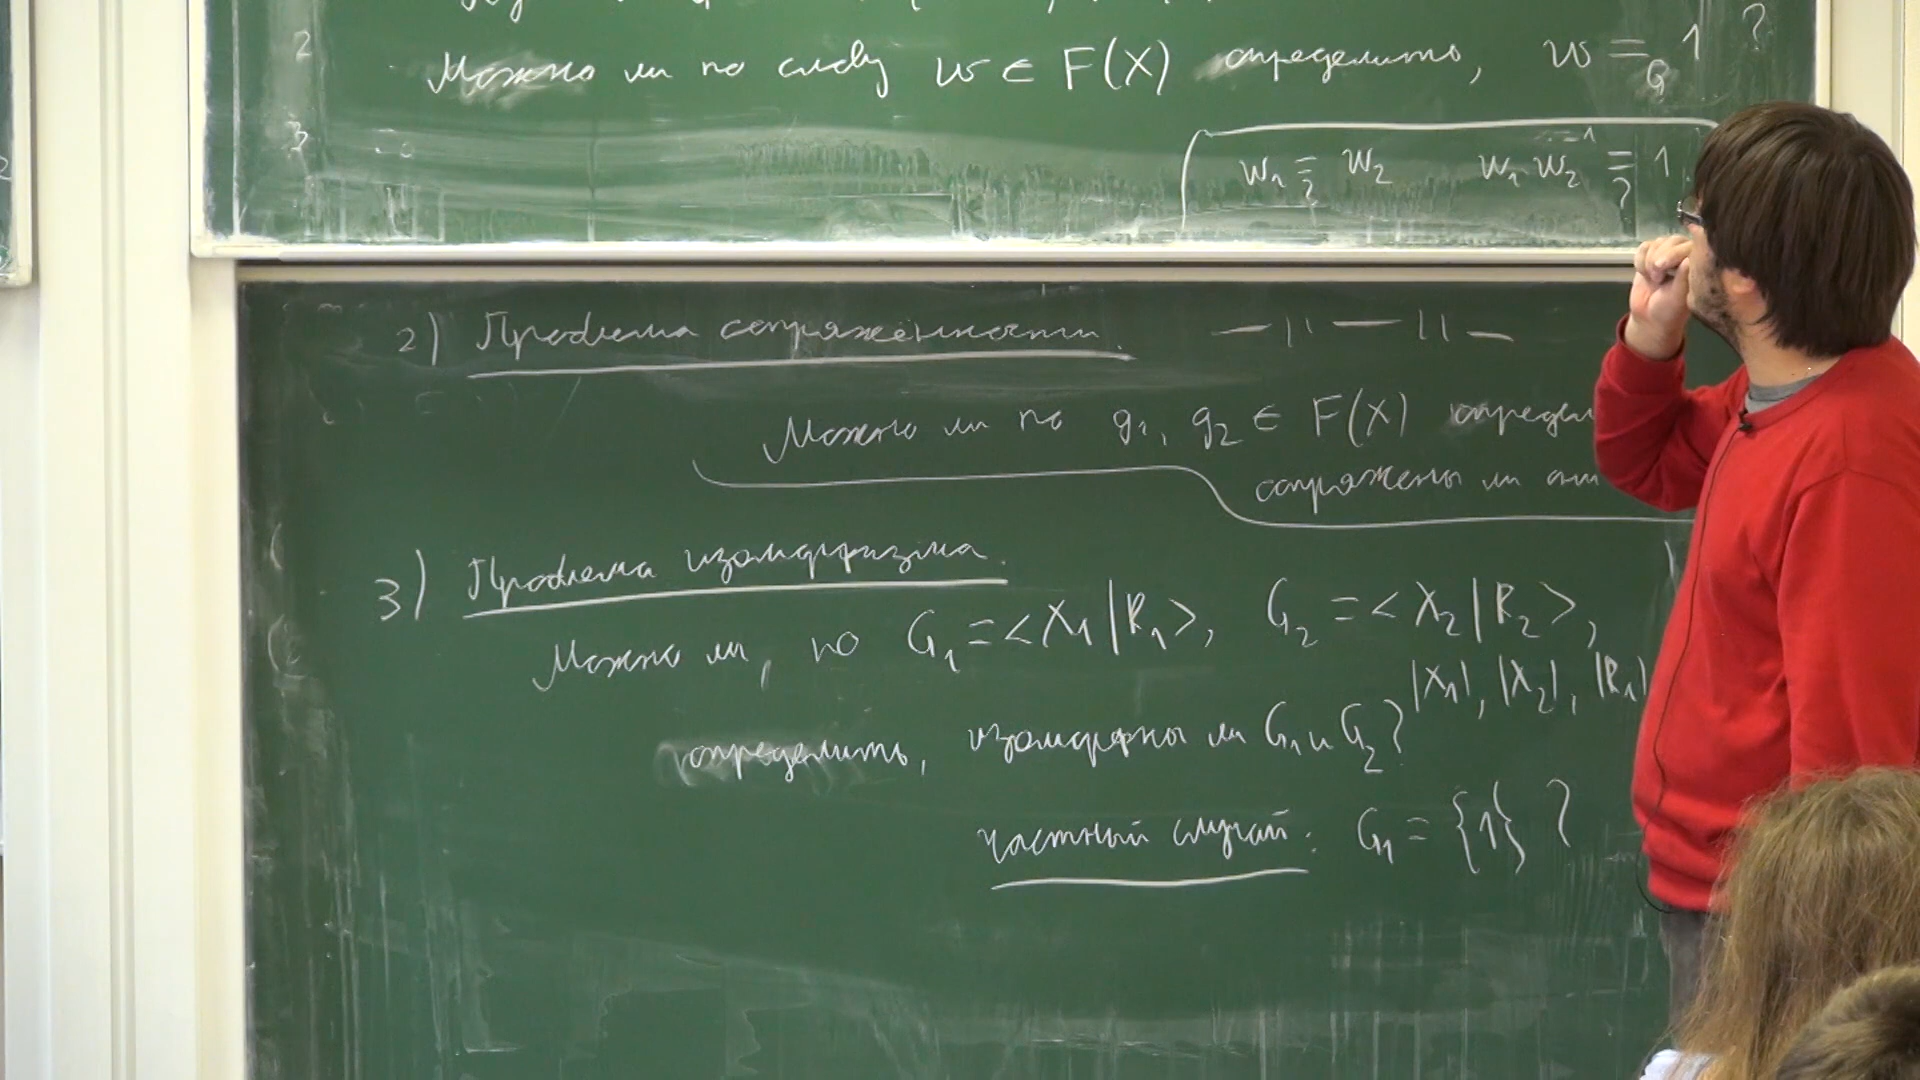 Можно ли по слову w ∈ F(X) определить, w =_G 1 ?
w₁ =? w₂ w₁ w₂⁻¹ =? 1
2) Проблема сопряжённости. — || — || —
Можно ли по g₁, g₂ ∈ F(X)
сопряжены ли
3) Проблема изоморфизма.
Можно ли, по G₁ = <X₁ | R₁>, G₂ = <X₂ | R₂>,
|X₁|, |X₂|, |R₁|
определить, изоморфны ли G₁ и G₂?
частный случай: G₁ = {1} ?